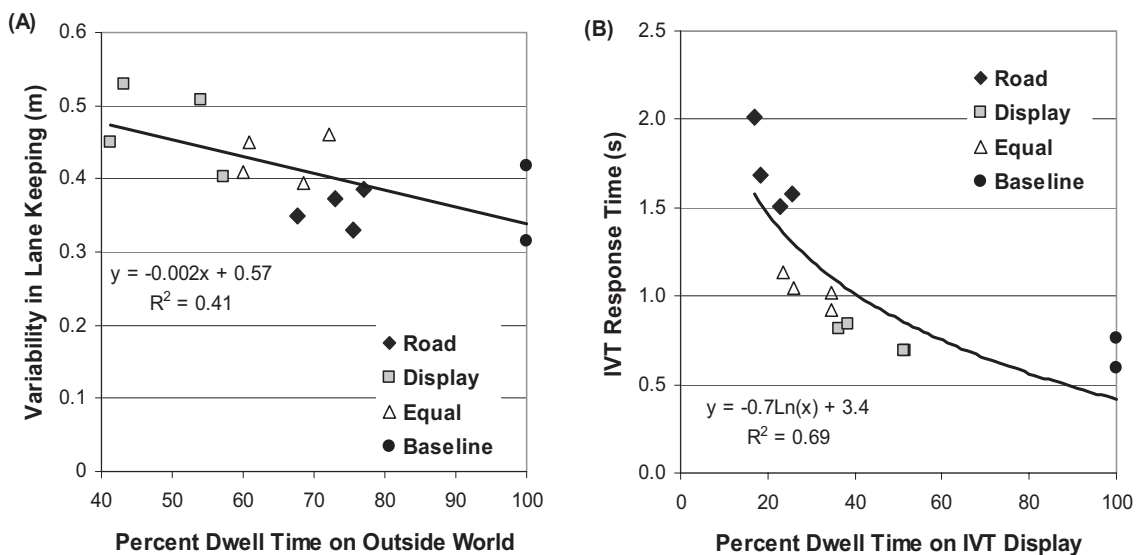 (A)
0.6
0.5
0.4
0.3
0.2
0.1
0
Variability in Lane Keeping (m)
y = -0.002x + 0.57
R² = 0.41
Road
Display
Equal
Baseline
40 50 60 70 80 90 100
Percent Dwell Time on Outside World
(B)
2.5
2.0
1.5
1.0
0.5
0.0
IVT Response Time (s)
Road
Display
Equal
Baseline
y = -0.7Ln(x) + 3.4
R² = 0.69
0 20 40 60 80 100
Percent Dwell Time on IVT Display